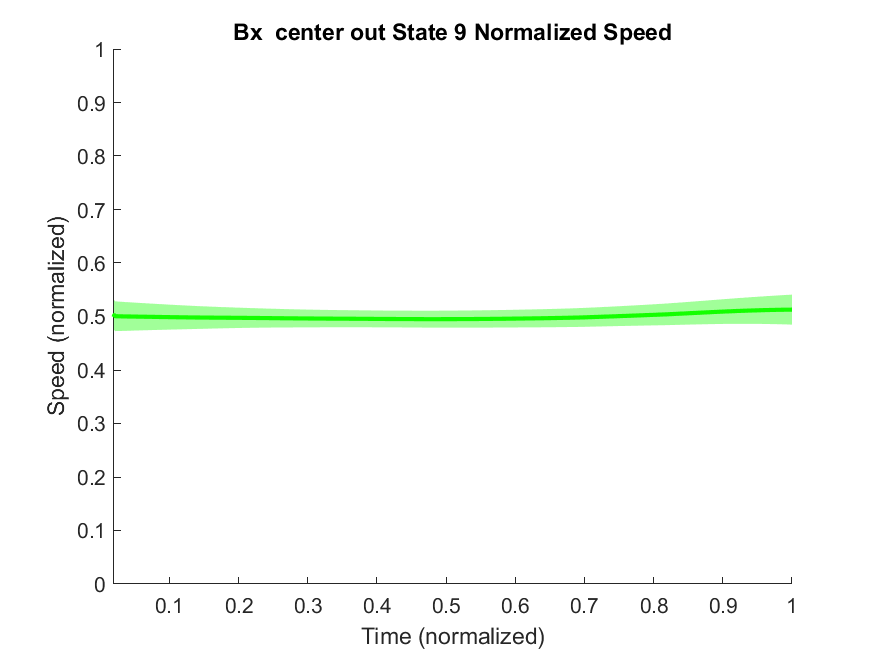 Bx  center out State 9 Normalized Speed
1
0.9
0.8
0.7
0.6
0.5
0.4
0.3
0.2
0.1
0
Speed (normalized)
0.1 0.2 0.3 0.4 0.5 0.6 0.7 0.8 0.9 1
Time (normalized)